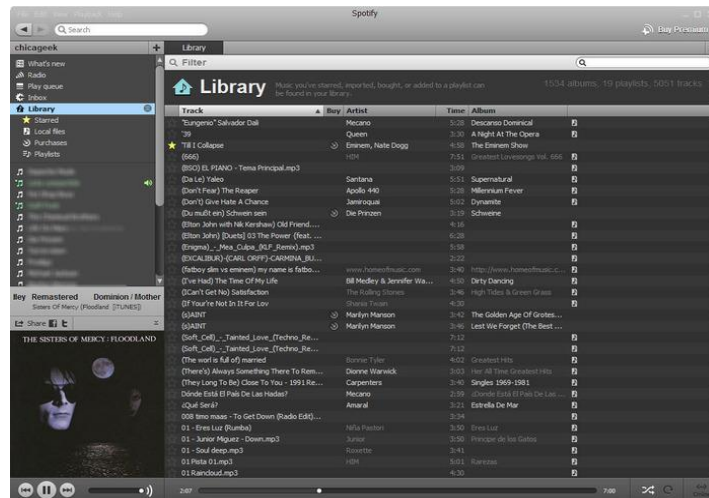 Spotify
Search
Buy Premium
chicageek
Library
What's new
Radio
Play queue
Inbox
Library
Starred
Local files
Purchases
Playlists
Filter
Library
Music you've starred, imported, bought, or added to a playlist can be found in your library.
1534 albums, 19 playlists, 5051 tracks
Track Buy Artist Time Album
"Eungenio" Salvador Dali Mecano 5:28 Descanso Dominical
'39 Queen 3:30 A Night At The Opera
'Till I Collapse Eminem, Nate Dogg 4:58 The Eminem Show
(666) HIM 7:51 Greatest Lovesongs Vol. 666
(BSO) EL PIANO - Tema Principal.mp3 3:09
(Da Le) Yaleo Santana 5:51 Supernatural
(Don't Fear) The Reaper Apollo 440 5:28 Millennium Fever
(Don't) Give Hate A Chance Jamiroquai 5:02 Dynamite
(Du mußt ein) Schwein sein Die Prinzen 3:19 Schweine
(Elton John with Nik Kershaw) Old Friend.... 4:16
(Elton John) [Duets] 03 The Power (feat. ... 6:28
(Enigma)_-_Mea_Culpa_(KLF_Remix).mp3 5:58
(EXCALIBUR)-(CARL ORFF)-CARMINA_BU... 2:22
(fatboy slim vs eminem) my name is fatbo... www.homeofmusic.com 3:40 http://www.homeofmusic.c...
(I've Had) The Time Of My Life Bill Medley & Jennifer Wa... 4:50 Dirty Dancing
(ICan't Get No) Satisfaction The Rolling Stones 3:46 High Tides & Green Grass
(If Your're Not In It For Lov Shania Twain 4:30
(s)AINT Marilyn Manson 3:42 The Golden Age Of Grotes...
(s)AINT Marilyn Manson 3:46 Lest We Forget (The Best ...
(Soft_Cell)_-_Tainted_Love_(Techno_Re... 7:12
(Soft_Cell)_-_Tainted_Love_(Techno_Re... 7:12
(The worl is full of) married Bonnie Tyler 4:02 Greatest Hits
(There's) Always Something There To Rem... Dionne Warwick 3:03 Her All Time Greatest Hits
(They Long To Be) Close To You - 1991 Re... Carpenters 3:40 Singles 1969-1981
Dónde Está El País De Las Hadas? Mecano 2:59 ¿Donde Está El País De Las ...
¿Qué Será? Amaral 3:21 Estrella De Mar
008 timo maas - To Get Down (Radio Edit)... 3:34
01 - Eres Luz (Rumba) Niña Pastori 3:50 Eres Luz
01 - Junior Miguez - Down.mp3 Junior 3:50 Principe de los Gatos
01 - Soul deep.mp3 Roxette 3:41
01 Pista 01.mp3 HIM 5:01 Rarezas
01 Raindoud.mp3 4:30
lley Remastered Dominion / Mother
Sisters Of Mercy (Floodland [ITUNES])
Share
THE SISTERS OF MERCY : FLOODLAND
2:07
7:00